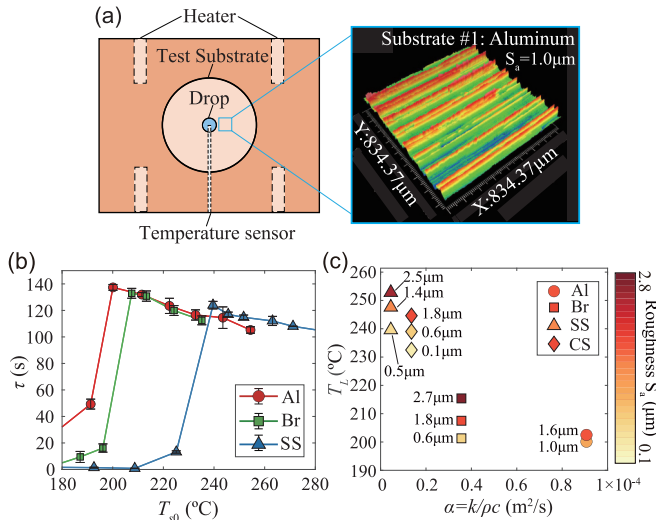 (a)
Heater
Test Substrate
Drop
Temperature sensor
Substrate #1: Aluminum
Sa=1.0μm
Y:834.37μm
X:834.37μm
(b)
140
120
100
80
60
40
20
0
τ (s)
180 200 220 240 260 280
Ts0 (ºC)
Al
Br
SS
(c)
260
250
240
230
220
210
200
190
TL (ºC)
2.5μm
1.4μm
1.8μm
0.6μm
0.1μm
0.5μm
2.7μm
1.8μm
0.6μm
1.6μm
1.0μm
Al
Br
SS
CS
0 0.2 0.4 0.6 0.8 1×10⁻⁴
α=k/ρc (m²/s)
2.8
Roughness Sa (μm)
0.1